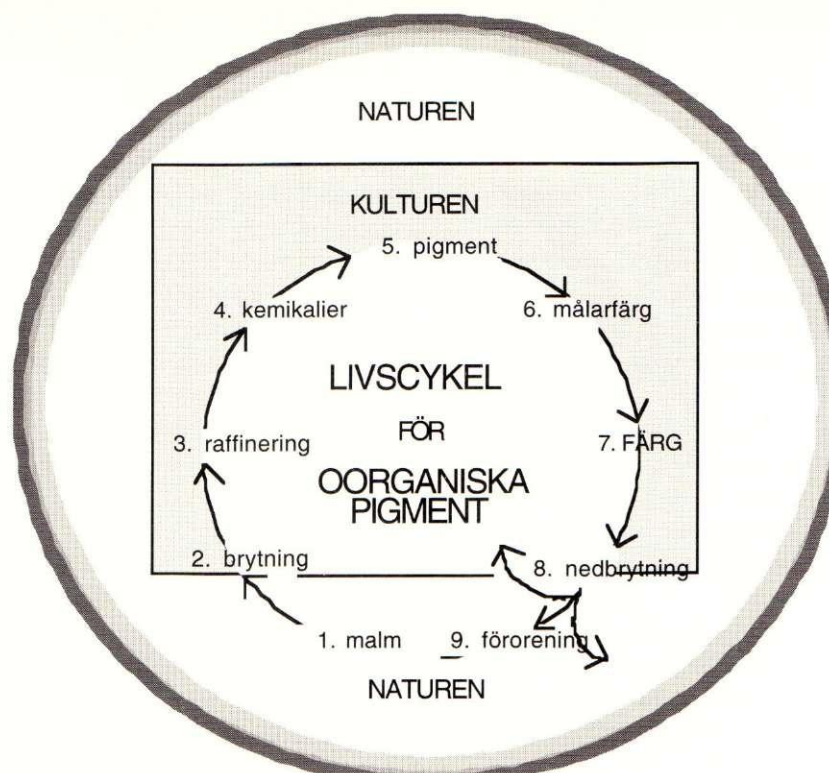 NATUREN
KULTUREN
5. pigment
4. kemikalier
6. målarfärg
LIVSCYKEL
FÖR
3. raffinering
7. FÄRG
OORGANISKA
PIGMENT
2. brytning
8. nedbrytning
1. malm
9. förorening
NATUREN